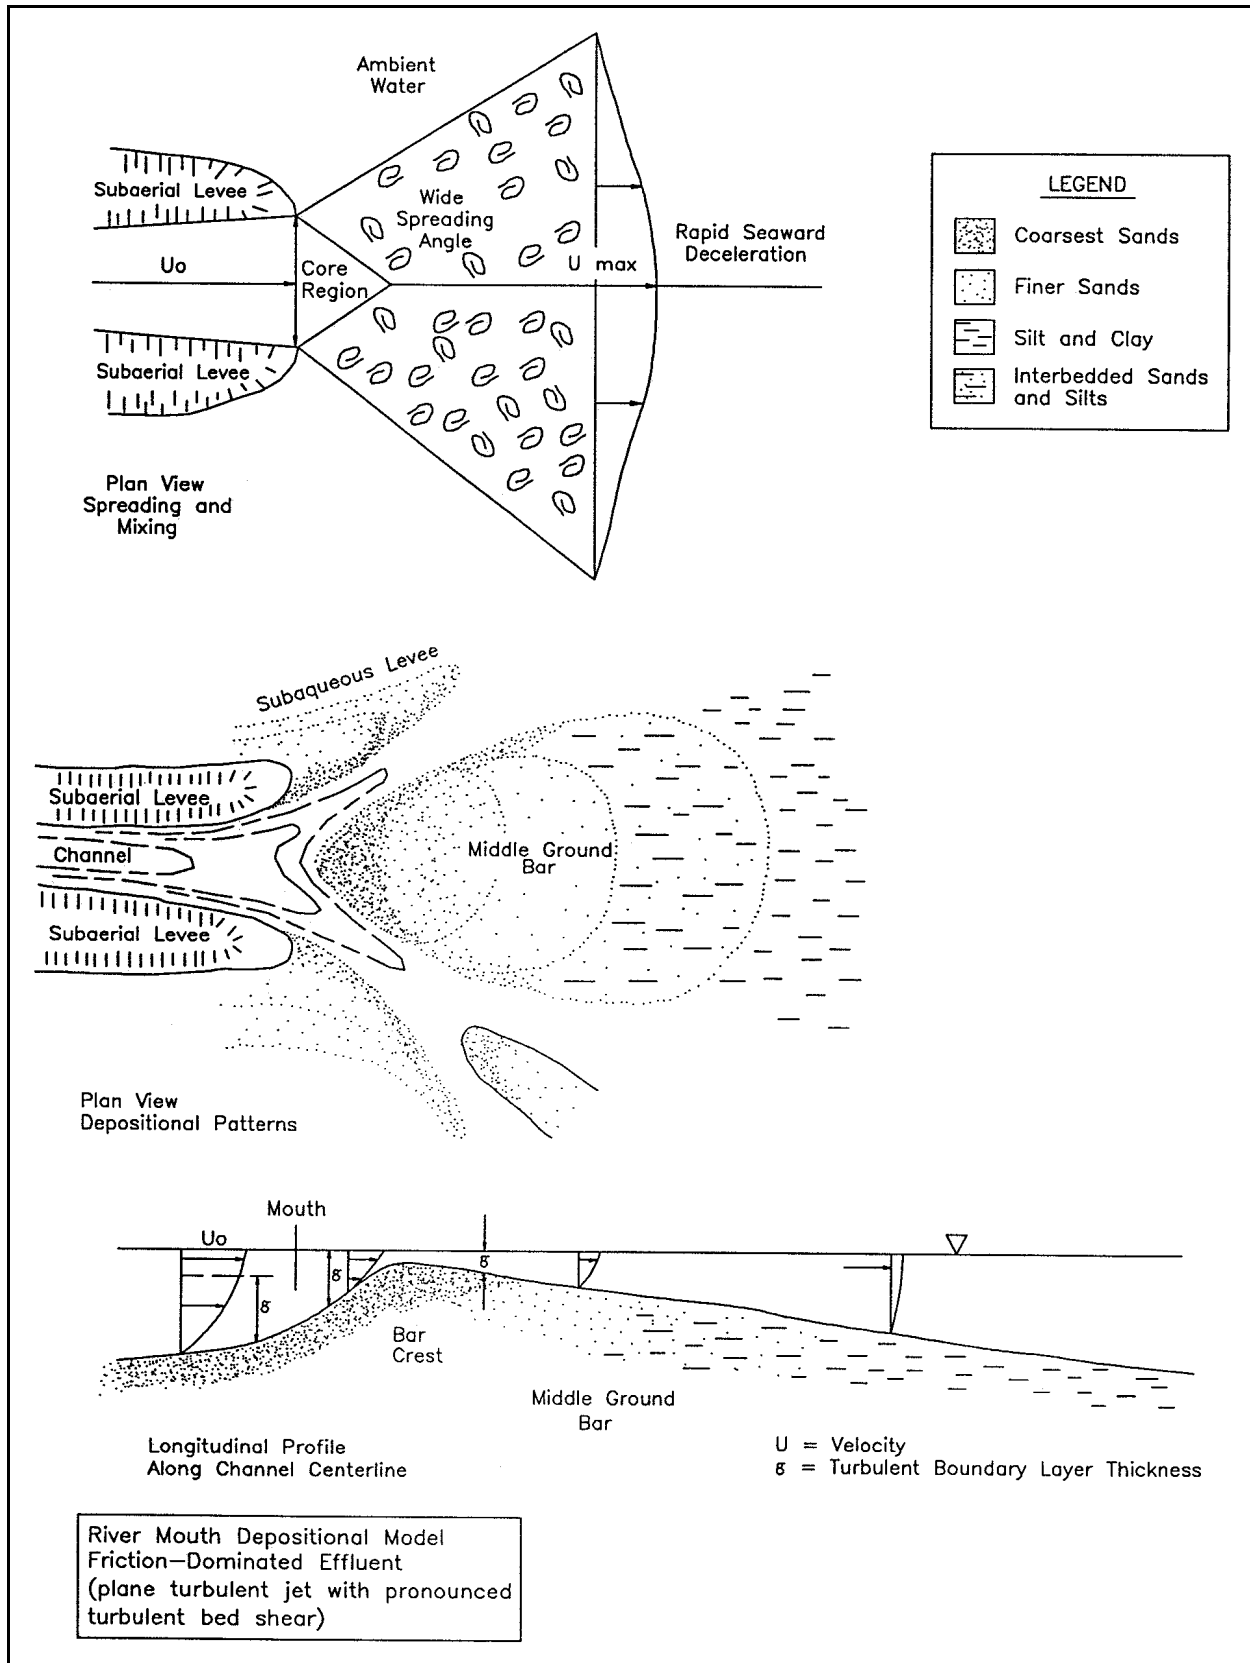 Ambient
Water
Subaerial Levee
Wide
Spreading
Angle
Uo
Core
Region
U max
Rapid Seaward
Deceleration
Subaerial Levee
Plan View
Spreading and
Mixing
LEGEND
Coarsest Sands
Finer Sands
Silt and Clay
Interbedded Sands
and Silts
Subaqueous Levee
Subaerial Levee
Channel
Middle Ground
Bar
Subaerial Levee
Plan View
Depositional Patterns
Mouth
Uo
ƍ
ƍ
ƍ
Bar
Crest
Middle Ground
Bar
Longitudinal Profile
Along Channel Centerline
U = Velocity
ƍ = Turbulent Boundary Layer Thickness
River Mouth Depositional Model
Friction—Dominated Effluent
(plane turbulent jet with pronounced
turbulent bed shear)